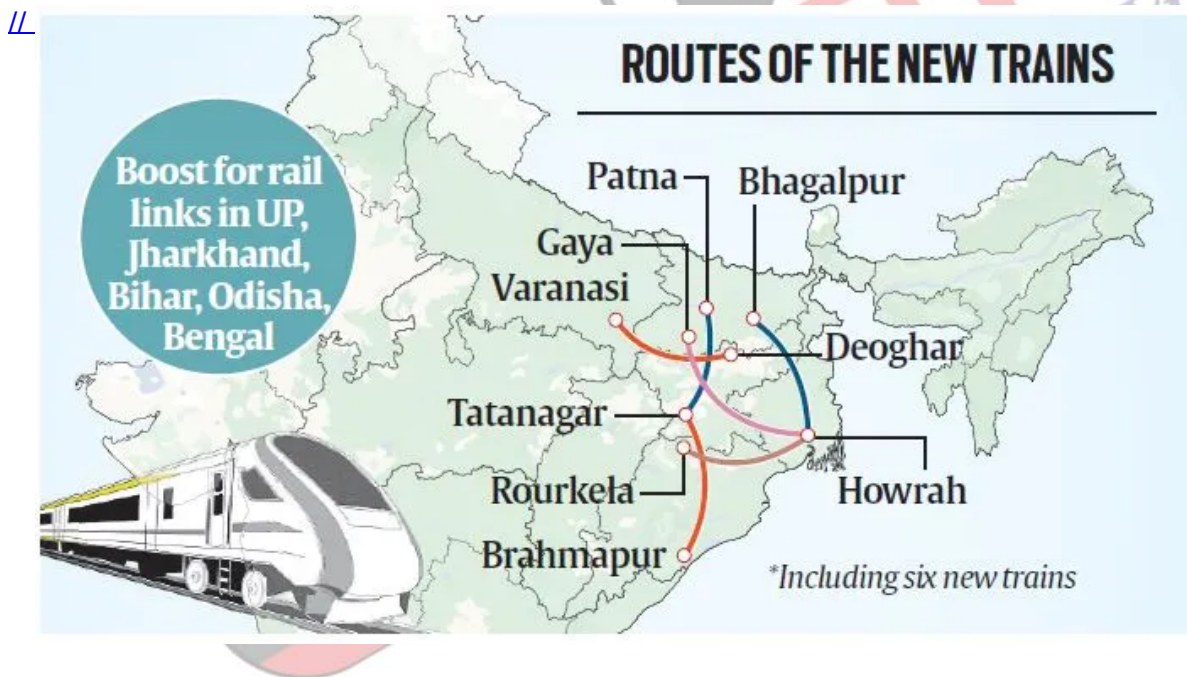 //
ROUTES OF THE NEW TRAINS
Boost for rail
links in UP,
Jharkhand,
Bihar, Odisha,
Bengal
Patna
Bhagalpur
Gaya
Varanasi
Deoghar
Tatanagar
Rourkela
Howrah
Brahmapur
*Including six new trains